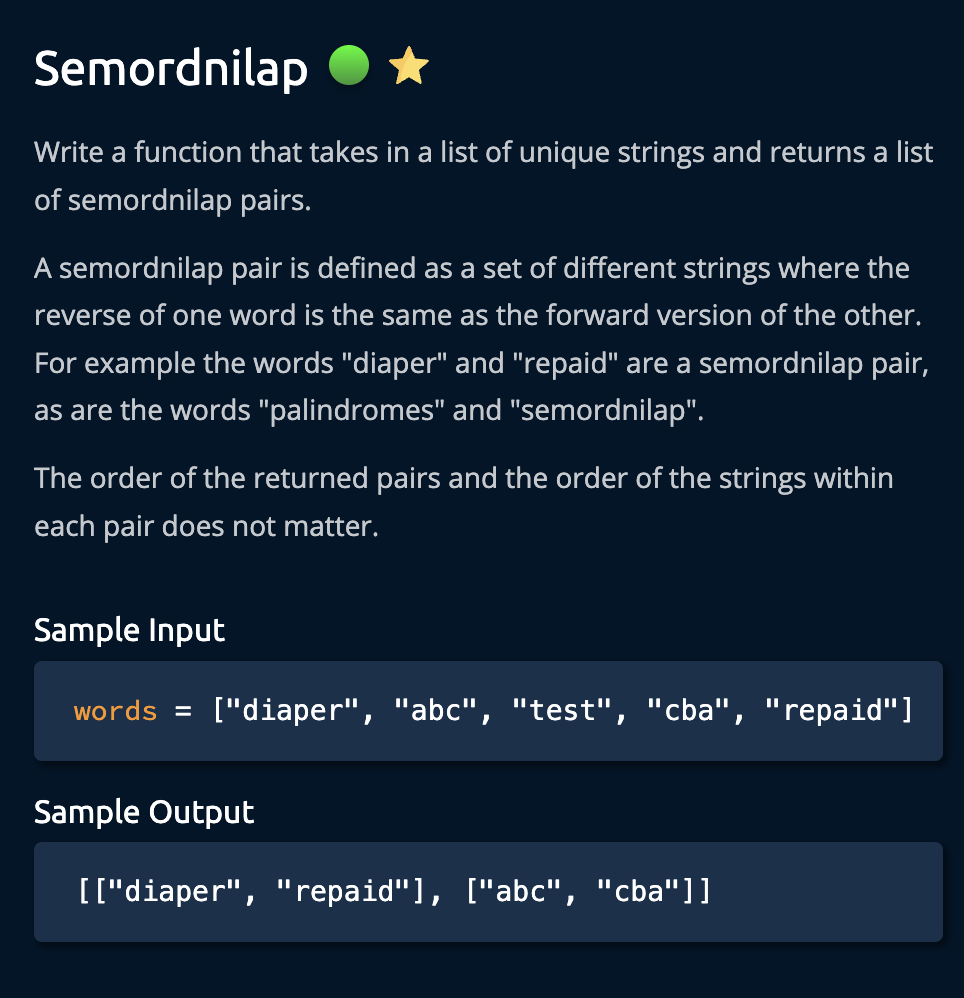 Semordnilap
Write a function that takes in a list of unique strings and returns a list
of semordnilap pairs.
A semordnilap pair is defined as a set of different strings where the
reverse of one word is the same as the forward version of the other.
For example the words "diaper" and "repaid" are a semordnilap pair,
as are the words "palindromes" and "semordnilap".
The order of the returned pairs and the order of the strings within
each pair does not matter.
Sample Input
words = ["diaper", "abc", "test", "cba", "repaid"]
Sample Output
[["diaper", "repaid"], ["abc", "cba"]]